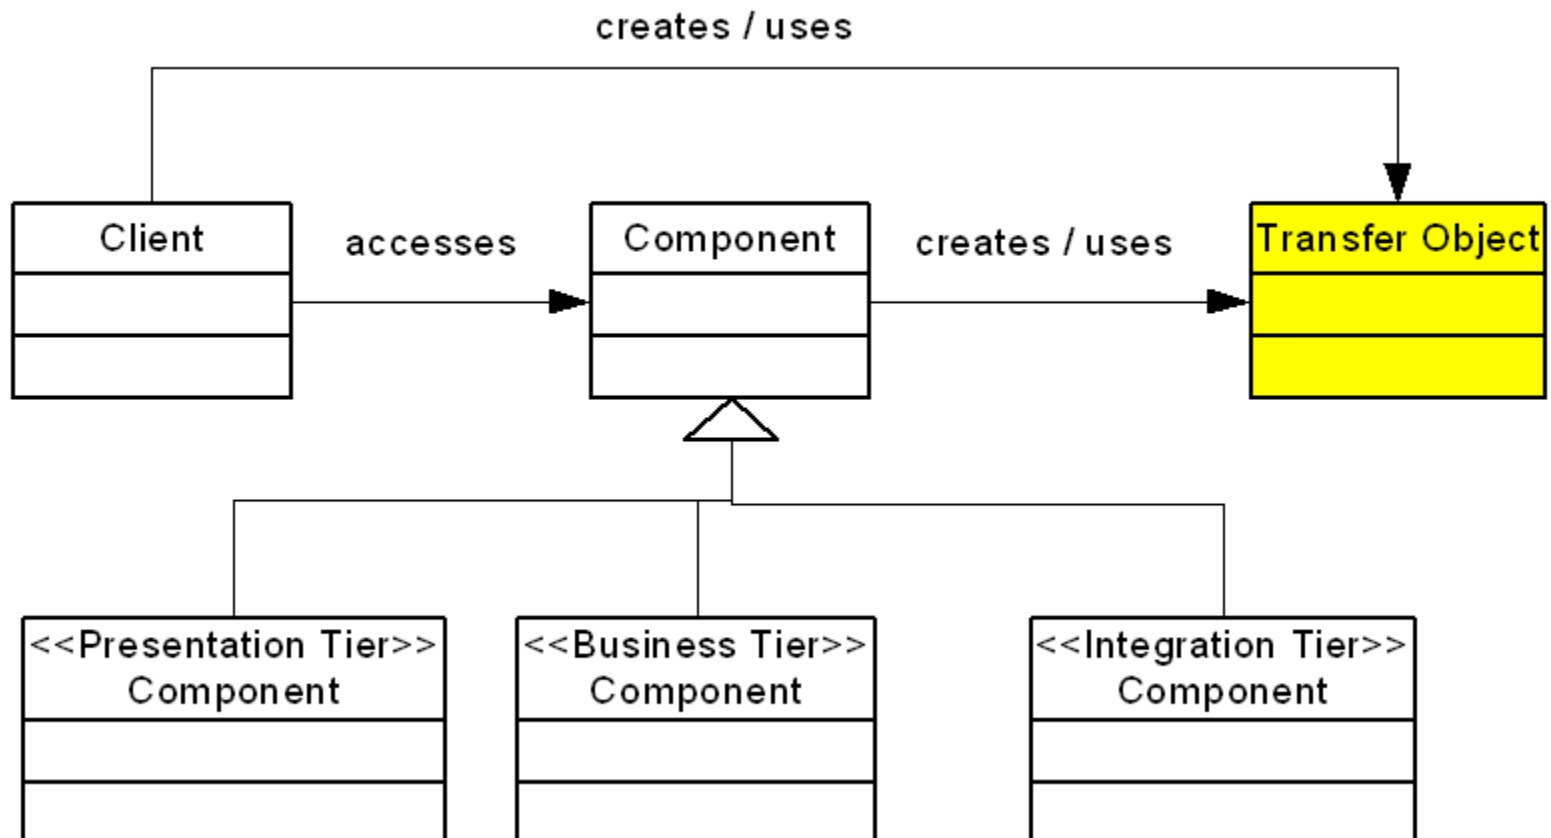 creates / uses
Client
accesses
Component
creates / uses
Transfer Object
<<Presentation Tier>>
Component
<<Business Tier>>
Component
<<Integration Tier>>
Component